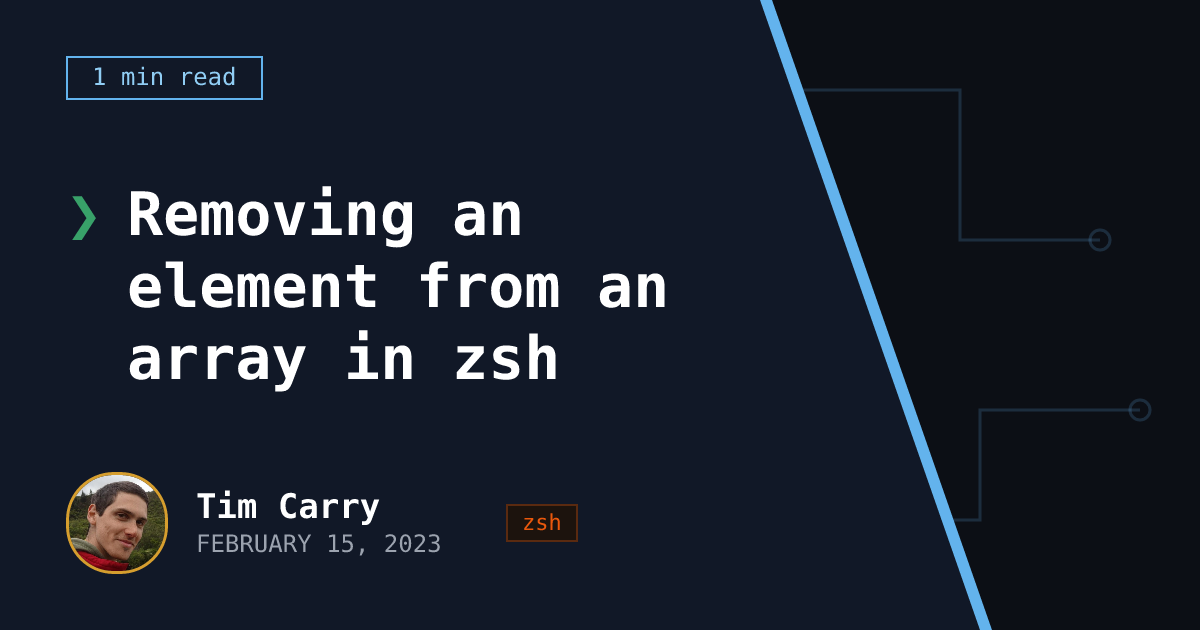 1 min read
❯ Removing an
element from an
array in zsh
Tim Carry
FEBRUARY 15, 2023
zsh